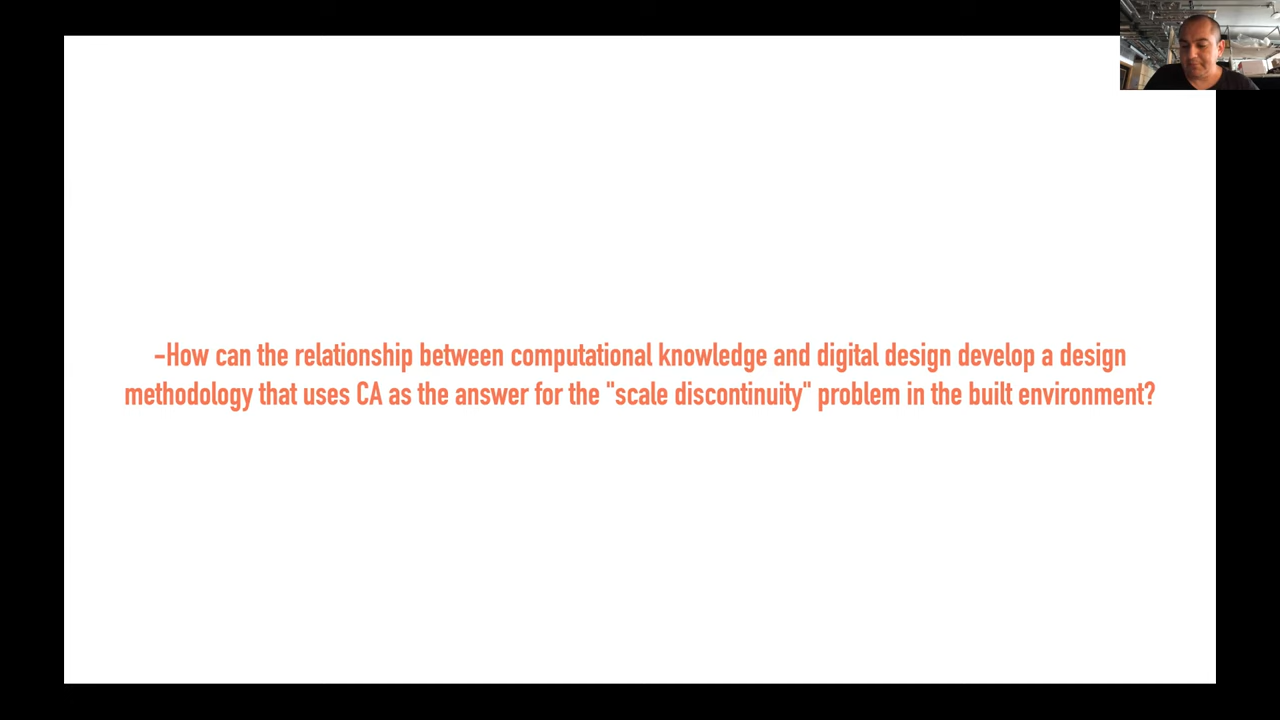 -How can the relationship between computational knowledge and digital design develop a design
methodology that uses CA as the answer for the "scale discontinuity" problem in the built environment?